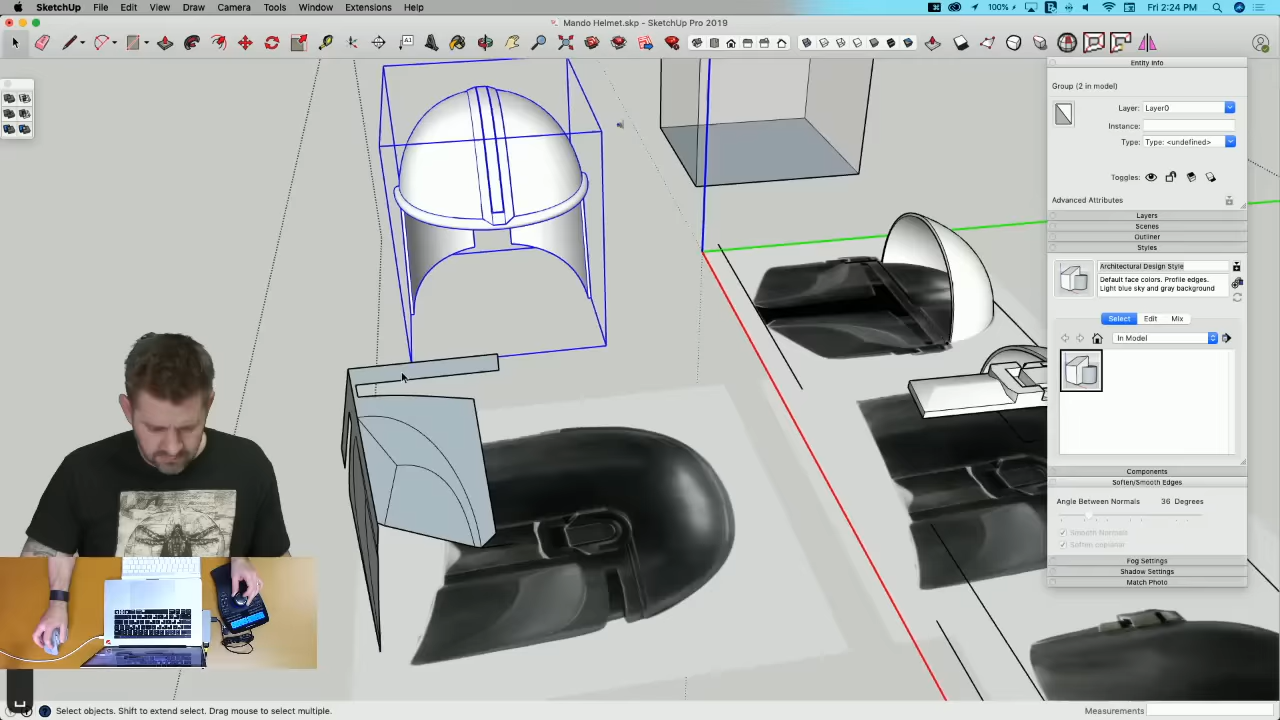 SketchUp File Edit View Draw Camera Tools Window Extensions Help
100% Fri 2:24 PM
Mando Helmet.skp - SketchUp Pro 2019
Entity Info
Group (2 in model)
Layer: Layer0
Instance:
Type: Type: <undefined>
Toggles:
Advanced Attributes
Layers
Scenes
Outliner
Styles
Architectural Design Style
Default face colors. Profile edges.
Light blue sky and gray background
Select Edit Mix
In Model
Components
Soften/Smooth Edges
Angle Between Normals 36 Degrees
Smooth Normals
Soften coplanar
Fog Settings
Shadow Settings
Match Photo
Select objects. Shift to extend select. Drag mouse to select multiple.
Measurements